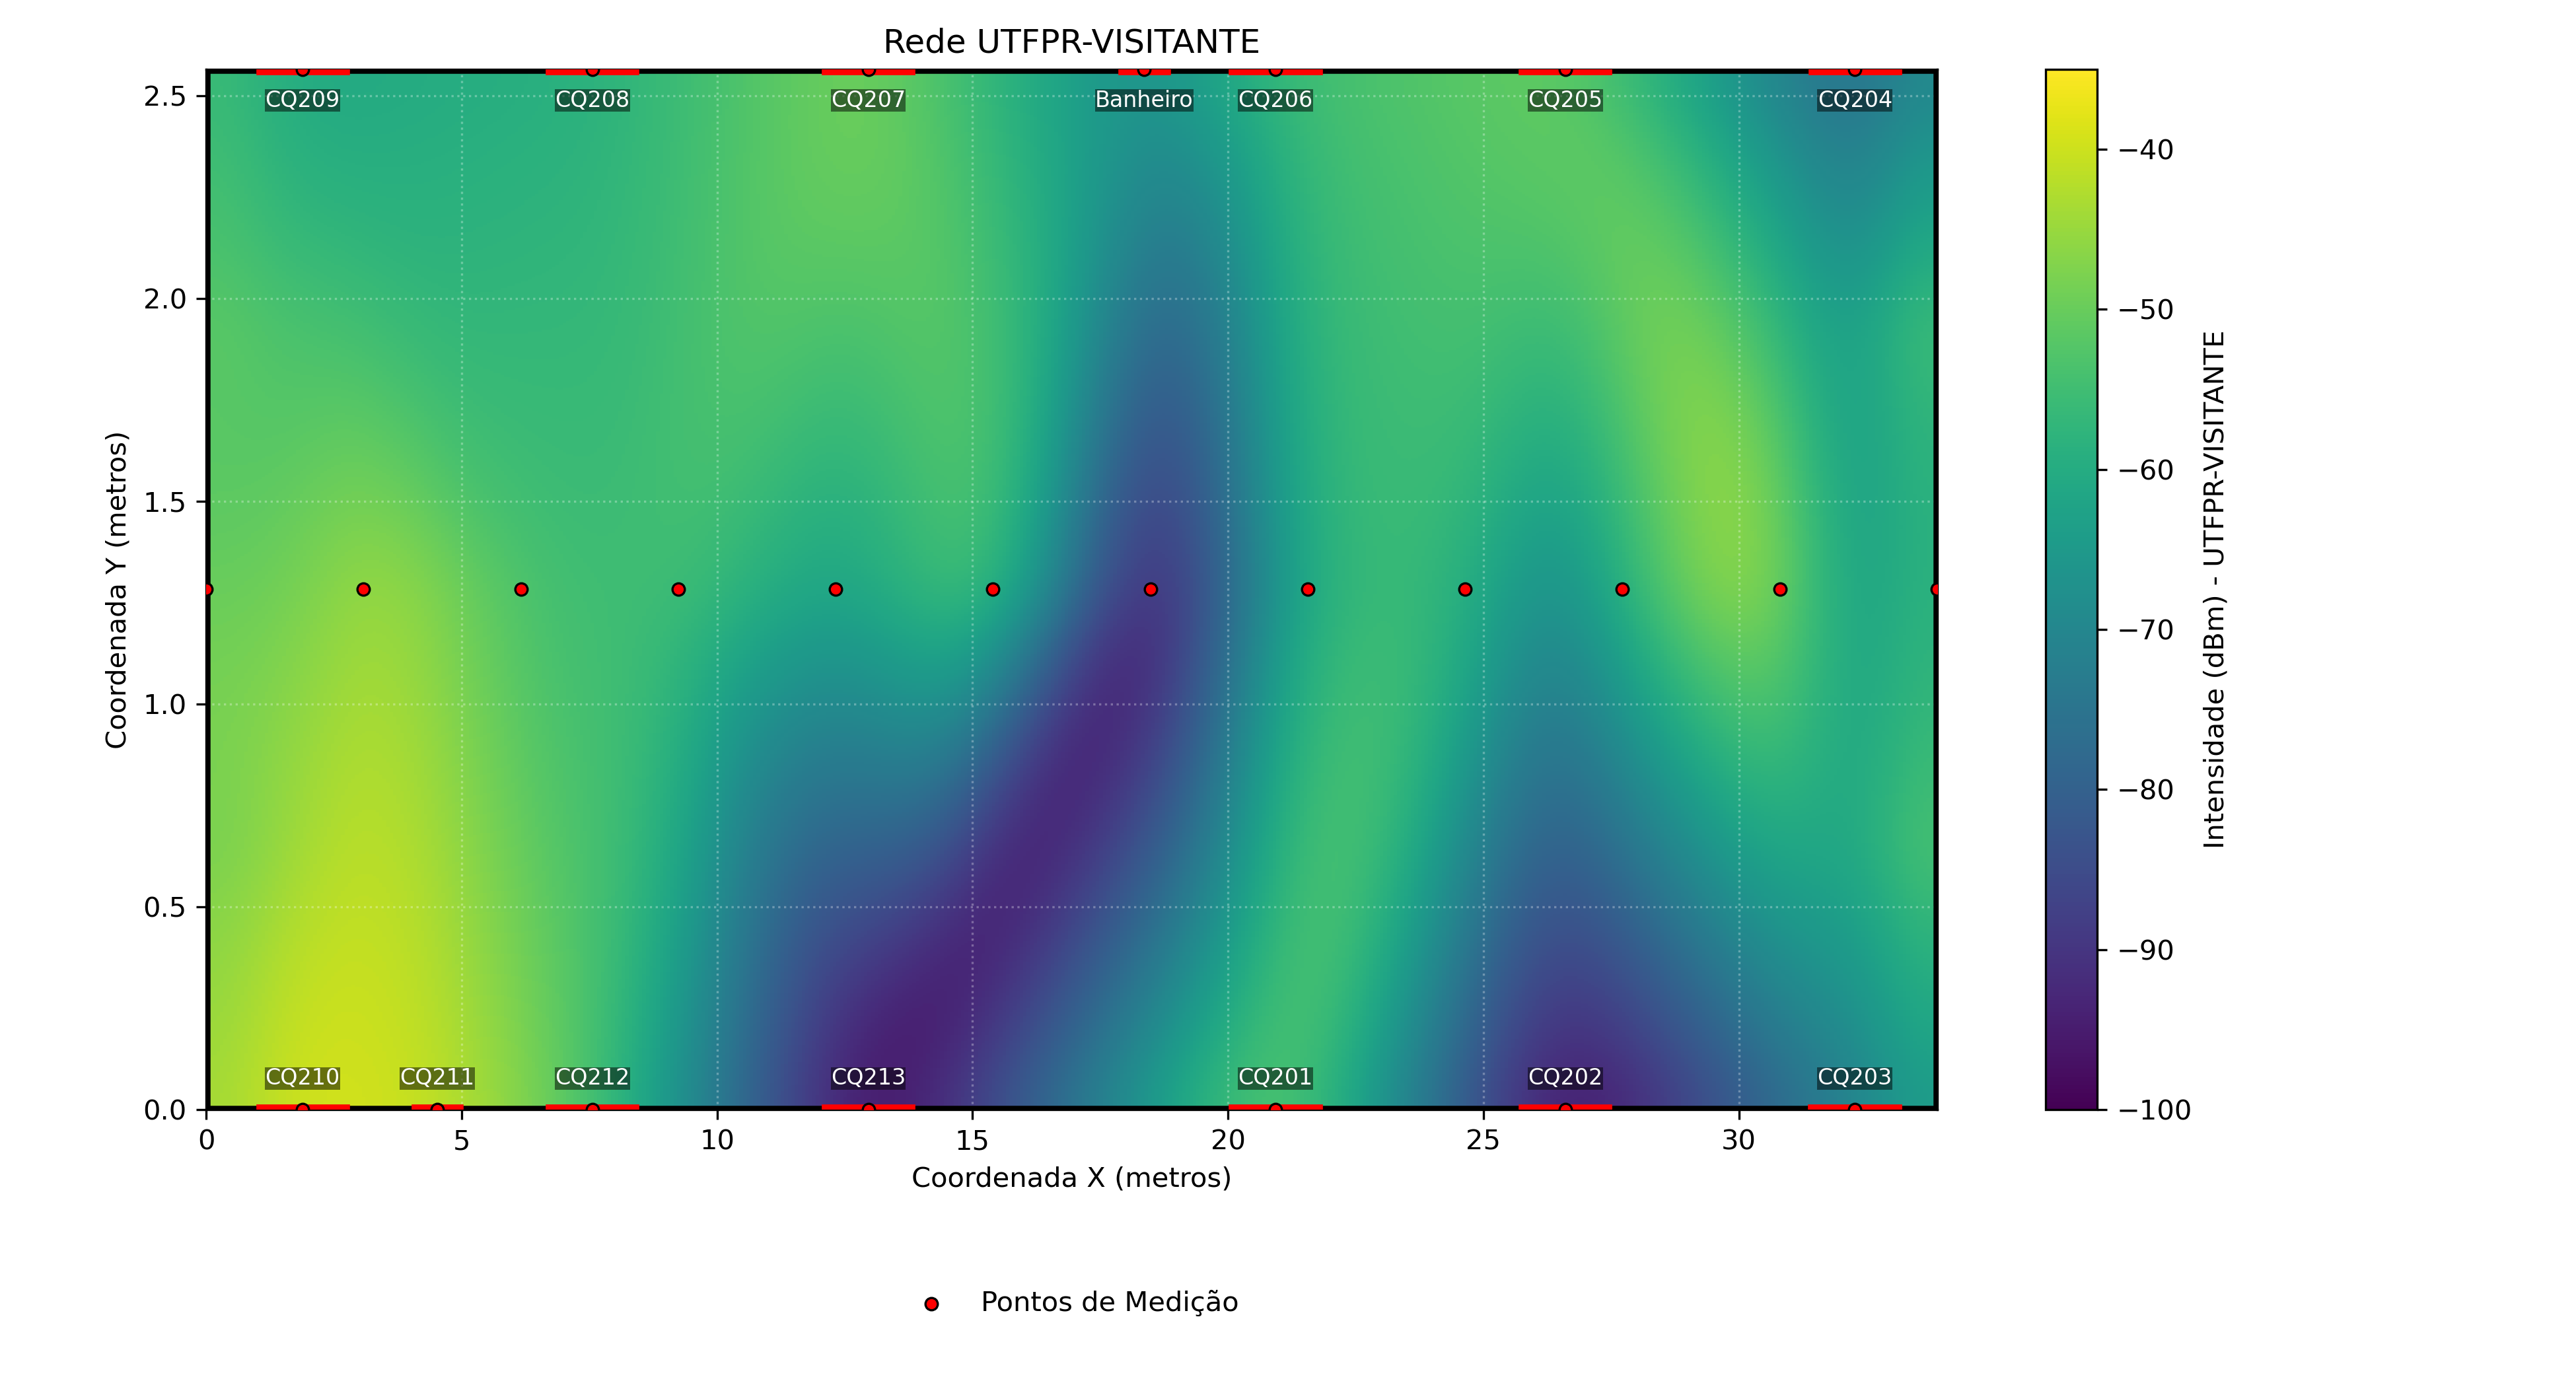 Rede UTFPR-VISITANTE
CQ209 CQ208 CQ207 Banheiro CQ206 CQ205 CQ204
2.5
2.0
1.5
1.0
0.5
0.0
Coordenada Y (metros)
CQ210 CQ211 CQ212 CQ213 CQ201 CQ202 CQ203
0 5 10 15 20 25 30
Coordenada X (metros)
−40
−50
−60
−70
−80
−90
−100
Intensidade (dBm) - UTFPR-VISITANTE
Pontos de Medição